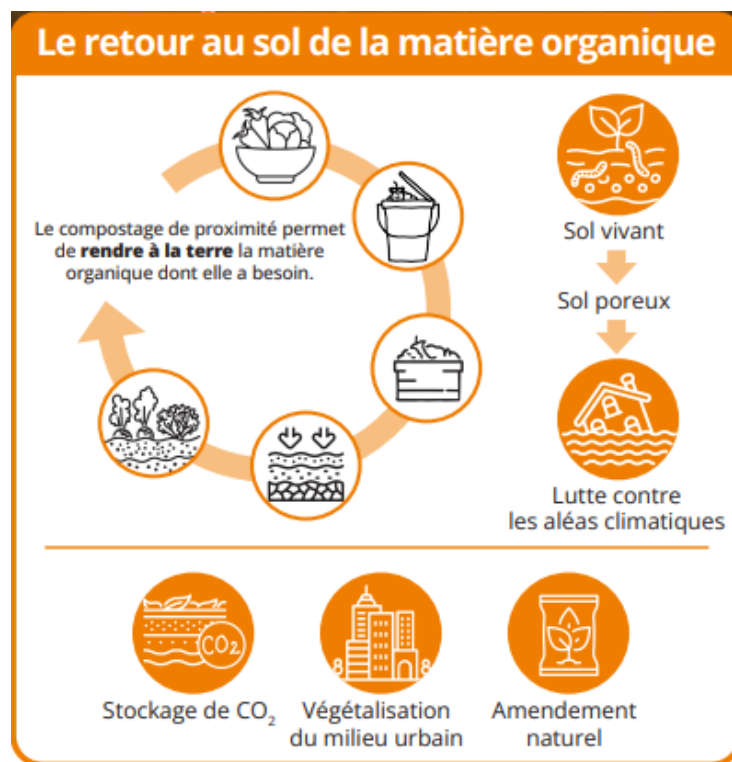 Le retour au sol de la matière organique
Le compostage de proximité permet
de rendre à la terre la matière
organique dont elle a besoin.
Sol vivant
Sol poreux
Lutte contre
les aléas climatiques
CO2
Stockage de CO₂
Végétalisation
du milieu urbain
Amendement
naturel